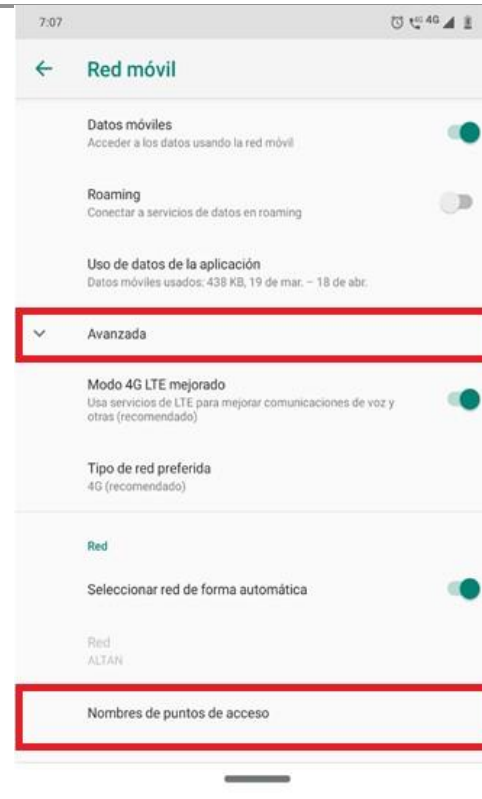 7:07
4G 4G
Red móvil
Datos móviles
Acceder a los datos usando la red móvil
Roaming
Conectar a servicios de datos en roaming
Uso de datos de la aplicación
Datos móviles usados: 438 KB, 19 de mar. – 18 de abr.
Avanzada
Modo 4G LTE mejorado
Usa servicios de LTE para mejorar comunicaciones de voz y
otras (recomendado)
Tipo de red preferida
4G (recomendado)
Red
Seleccionar red de forma automática
Red
ALTAN
Nombres de puntos de acceso